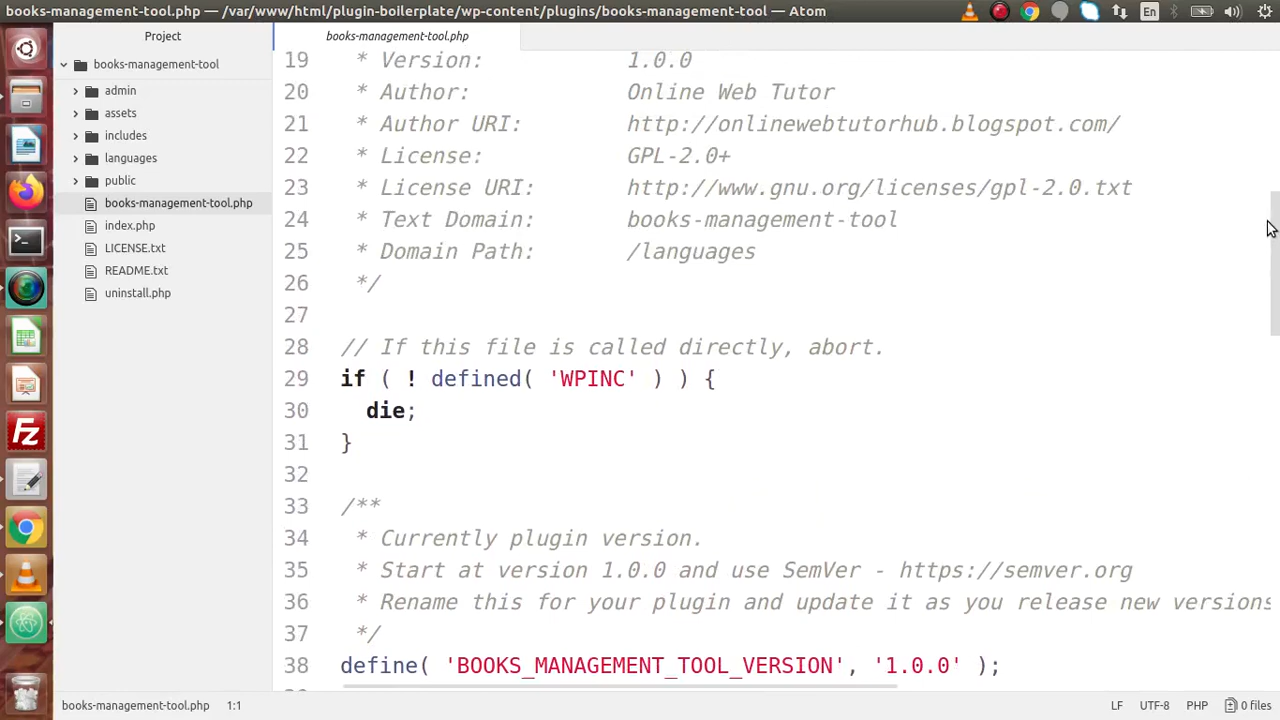 books-management-tool.php — /var/www/html/plugin-boilerplate/wp-content/plugins/books-management-tool — Atom
En
Project
books-management-tool.php
books-management-tool
admin
assets
includes
languages
public
books-management-tool.php
index.php
LICENSE.txt
README.txt
uninstall.php
19 * Version: 1.0.0
20 * Author: Online Web Tutor
21 * Author URI: http://onlinewebtutorhub.blogspot.com/
22 * License: GPL-2.0+
23 * License URI: http://www.gnu.org/licenses/gpl-2.0.txt
24 * Text Domain: books-management-tool
25 * Domain Path: /languages
26 */
27
28 // If this file is called directly, abort.
29 if ( ! defined( 'WPINC' ) ) {
30 die;
31 }
32
33 /**
34 * Currently plugin version.
35 * Start at version 1.0.0 and use SemVer - https://semver.org
36 * Rename this for your plugin and update it as you release new versions
37 */
38 define( 'BOOKS_MANAGEMENT_TOOL_VERSION', '1.0.0' );
books-management-tool.php 1:1 LF UTF-8 PHP 0 files